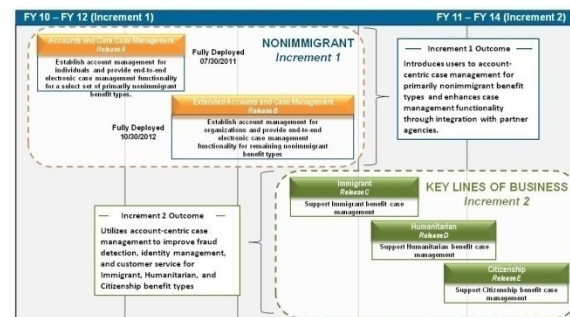 FY 10 – FY 12 (Increment 1)
FY 11 – FY 14 (Increment 2)
Accounts and Core Case Management
Release A
Establish account management for
individuals and provide end-to-end
electronic case management functionality
for a select set of primarily nonimmigrant
benefit types.
Fully Deployed
07/30/2011
NONIMMIGRANT
Increment 1
Extended Accounts and Case Management
Release B
Establish account management for
organizations and provide end-to-end
electronic case management
functionality for remaining nonimmigrant
benefit types
Fully Deployed
10/30/2012
Increment 1 Outcome
Introduces users to account-
centric case management for
primarily nonimmigrant benefit
types and enhances case
management functionality
through integration with partner
agencies.
Immigrant
Release C
Support Immigrant benefit case
management
KEY LINES OF BUSINESS
Increment 2
Humanitarian
Release D
Support Humanitarian benefit case
management
Citizenship
Release E
Support Citizenship benefit case
management
Increment 2 Outcome
Utilizes account-centric case
management to improve fraud
detection, identity management,
and customer service for
Immigrant, Humanitarian, and
Citizenship benefit types